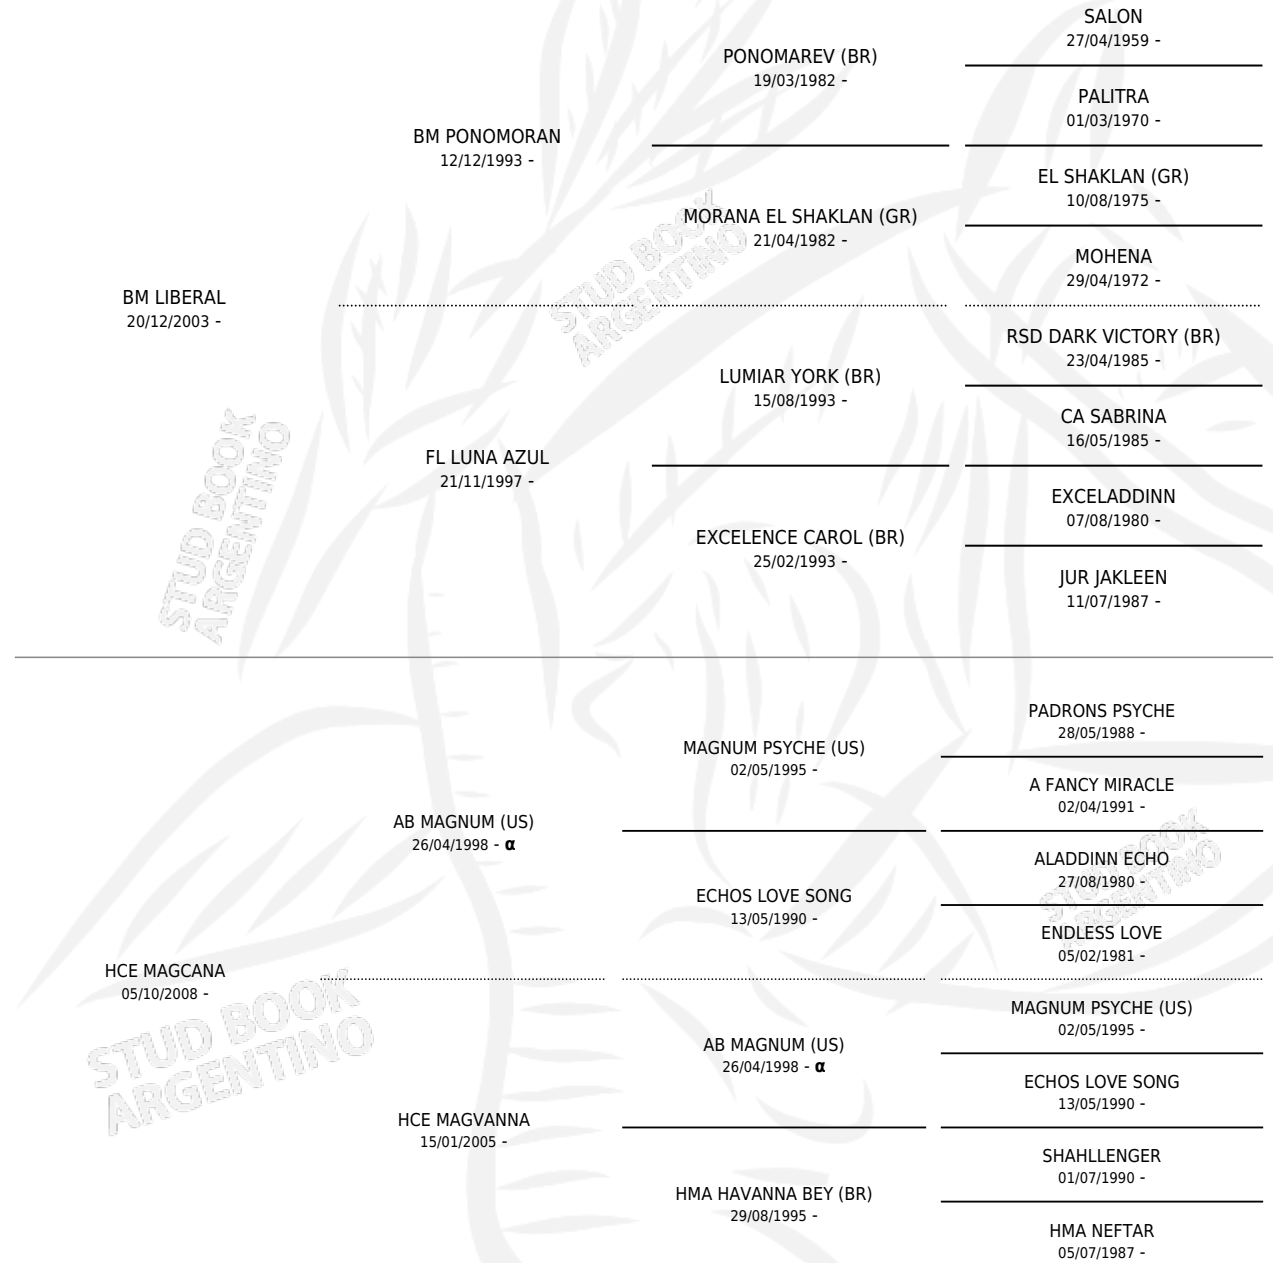 SALON
27/04/1959 -
PONOMAREV (BR)
19/03/1982 -
PALITRA
01/03/1970 -
BM PONOMORAN
12/12/1993 -
EL SHAKLAN (GR)
10/08/1975 -
MORANA EL SHAKLAN (GR)
21/04/1982 -
MOHENA
29/04/1972 -
BM LIBERAL
20/12/2003 -
RSD DARK VICTORY (BR)
23/04/1985 -
LUMIAR YORK (BR)
15/08/1993 -
CA SABRINA
16/05/1985 -
FL LUNA AZUL
21/11/1997 -
EXCELADDINN
07/08/1980 -
EXCELENCE CAROL (BR)
25/02/1993 -
JUR JAKLEEN
11/07/1987 -
STUD BOOK
ARGENTINO
STUD BOOK
ARGENTINO
PADRONS PSYCHE
28/05/1988 -
MAGNUM PSYCHE (US)
02/05/1995 -
A FANCY MIRACLE
02/04/1991 -
AB MAGNUM (US)
26/04/1998 - α
ALADDINN ECHO
27/08/1980 -
ECHOS LOVE SONG
13/05/1990 -
ENDLESS LOVE
05/02/1981 -
HCE MAGCANA
05/10/2008 -
MAGNUM PSYCHE (US)
02/05/1995 -
AB MAGNUM (US)
26/04/1998 - α
ECHOS LOVE SONG
13/05/1990 -
HCE MAGVANNA
15/01/2005 -
SHAHLLENGER
01/07/1990 -
HMA HAVANNA BEY (BR)
29/08/1995 -
HMA NEFTAR
05/07/1987 -
STUD BOOK
ARGENTINO
STUD BOOK
ARGENTINO